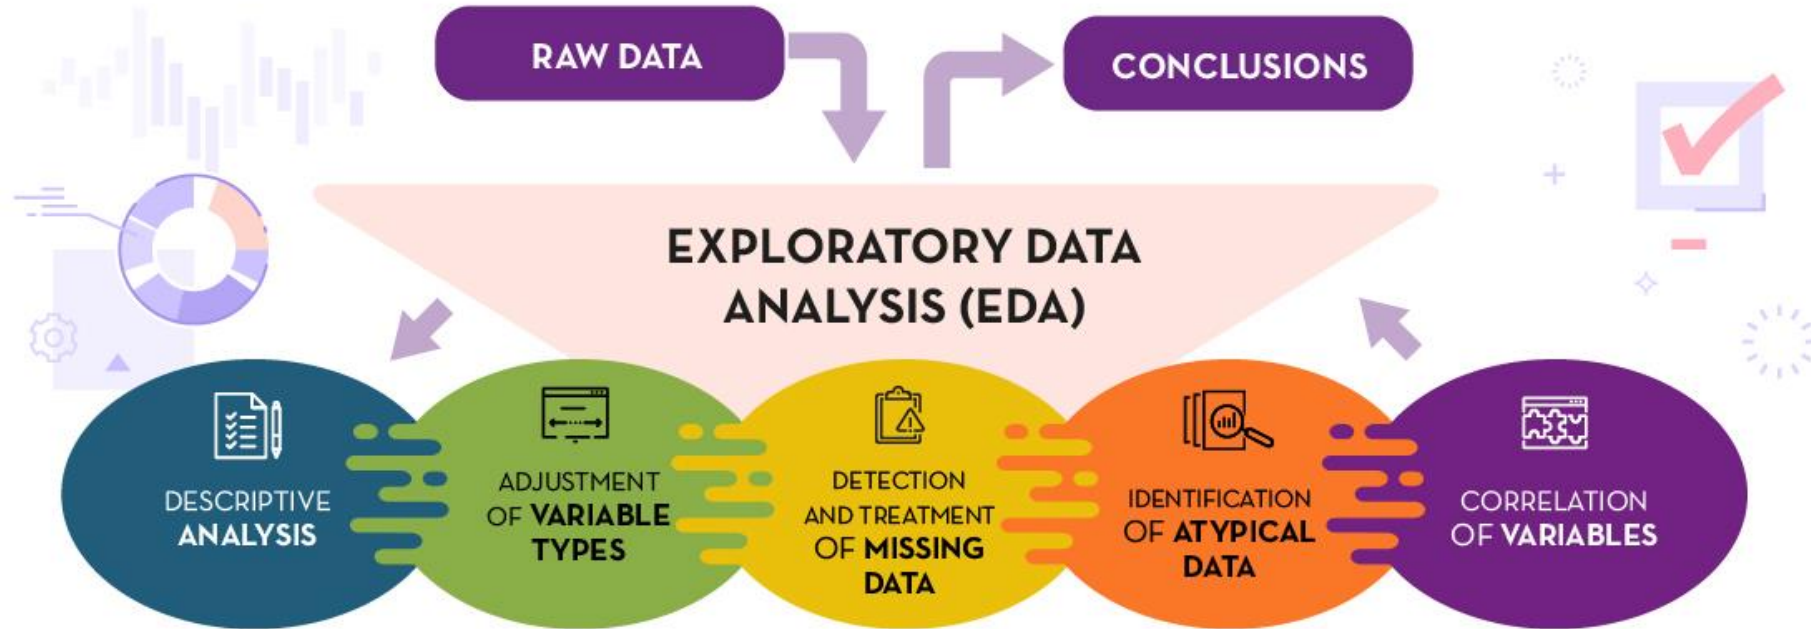 RAW DATA
CONCLUSIONS
EXPLORATORY DATA
ANALYSIS (EDA)
DESCRIPTIVE
ANALYSIS
ADJUSTMENT
OF VARIABLE
TYPES
DETECTION
AND TREATMENT
OF MISSING
DATA
IDENTIFICATION
OF ATYPICAL
DATA
CORRELATION
OF VARIABLES